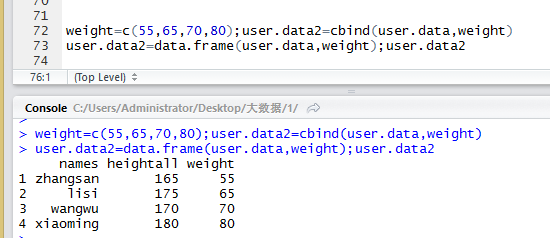 71
72 weight=c(55,65,70,80);user.data2=cbind(user.data,weight)
73 user.data2=data.frame(user.data,weight);user.data2
74
76:1 (Top Level)
Console C:/Users/Administrator/Desktop/大数据/1/
>
> weight=c(55,65,70,80);user.data2=cbind(user.data,weight)
> user.data2=data.frame(user.data,weight);user.data2
names heightall weight
1 zhangsan 165 55
2 lisi 175 65
3 wangwu 170 70
4 xiaoming 180 80
>